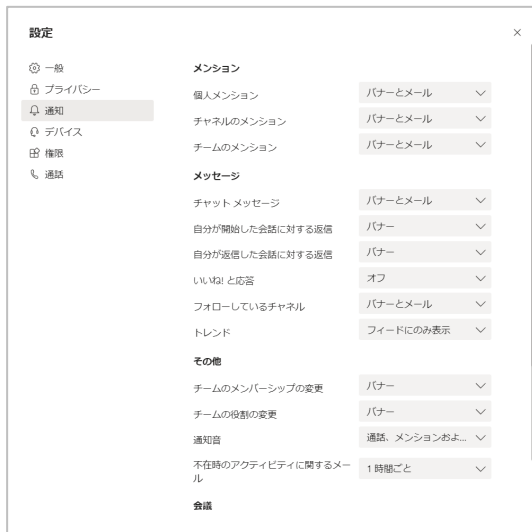 設定
一般
プライバシー
通知
デバイス
権限
通話
メンション
個人メンション バナーとメール
チャネルのメンション バナーとメール
チームのメンション バナーとメール
メッセージ
チャット メッセージ バナーとメール
自分が開始した会話に対する返信 バナー
自分が返信した会話に対する返信 バナー
いいね! と応答 オフ
フォローしているチャネル バナーとメール
トレンド フィードにのみ表示
その他
チームのメンバーシップの変更 バナー
チームの役割の変更 バナー
通知音 通話、メンションおよ...
不在時のアクティビティに関するメー
ル
1 時間ごと
会議